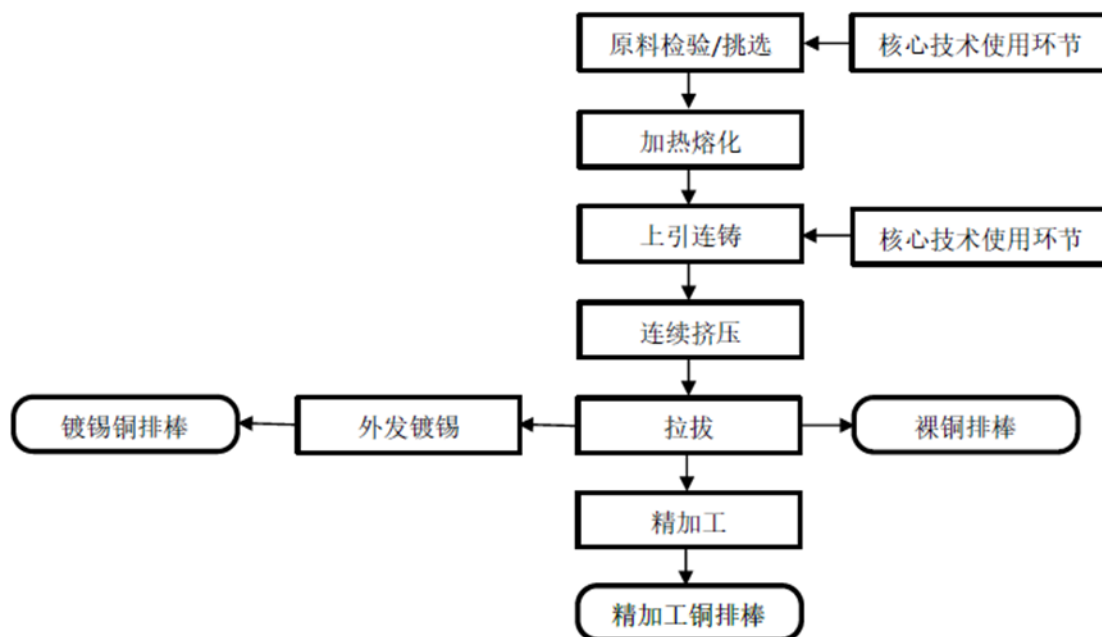 原料检验/挑选
核心技术使用环节
加热熔化
上引连铸
核心技术使用环节
连续挤压
镀锡铜排棒
外发镀锡
拉拔
裸铜排棒
精加工
精加工铜排棒